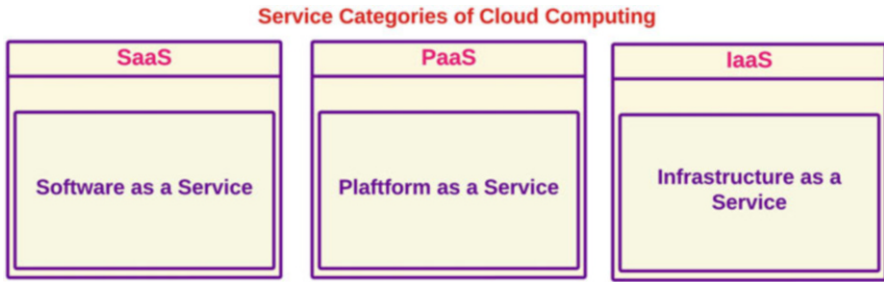 Service Categories of Cloud Computing
SaaS
PaaS
IaaS
Software as a Service
Plaftform as a Service
Infrastructure as a
Service